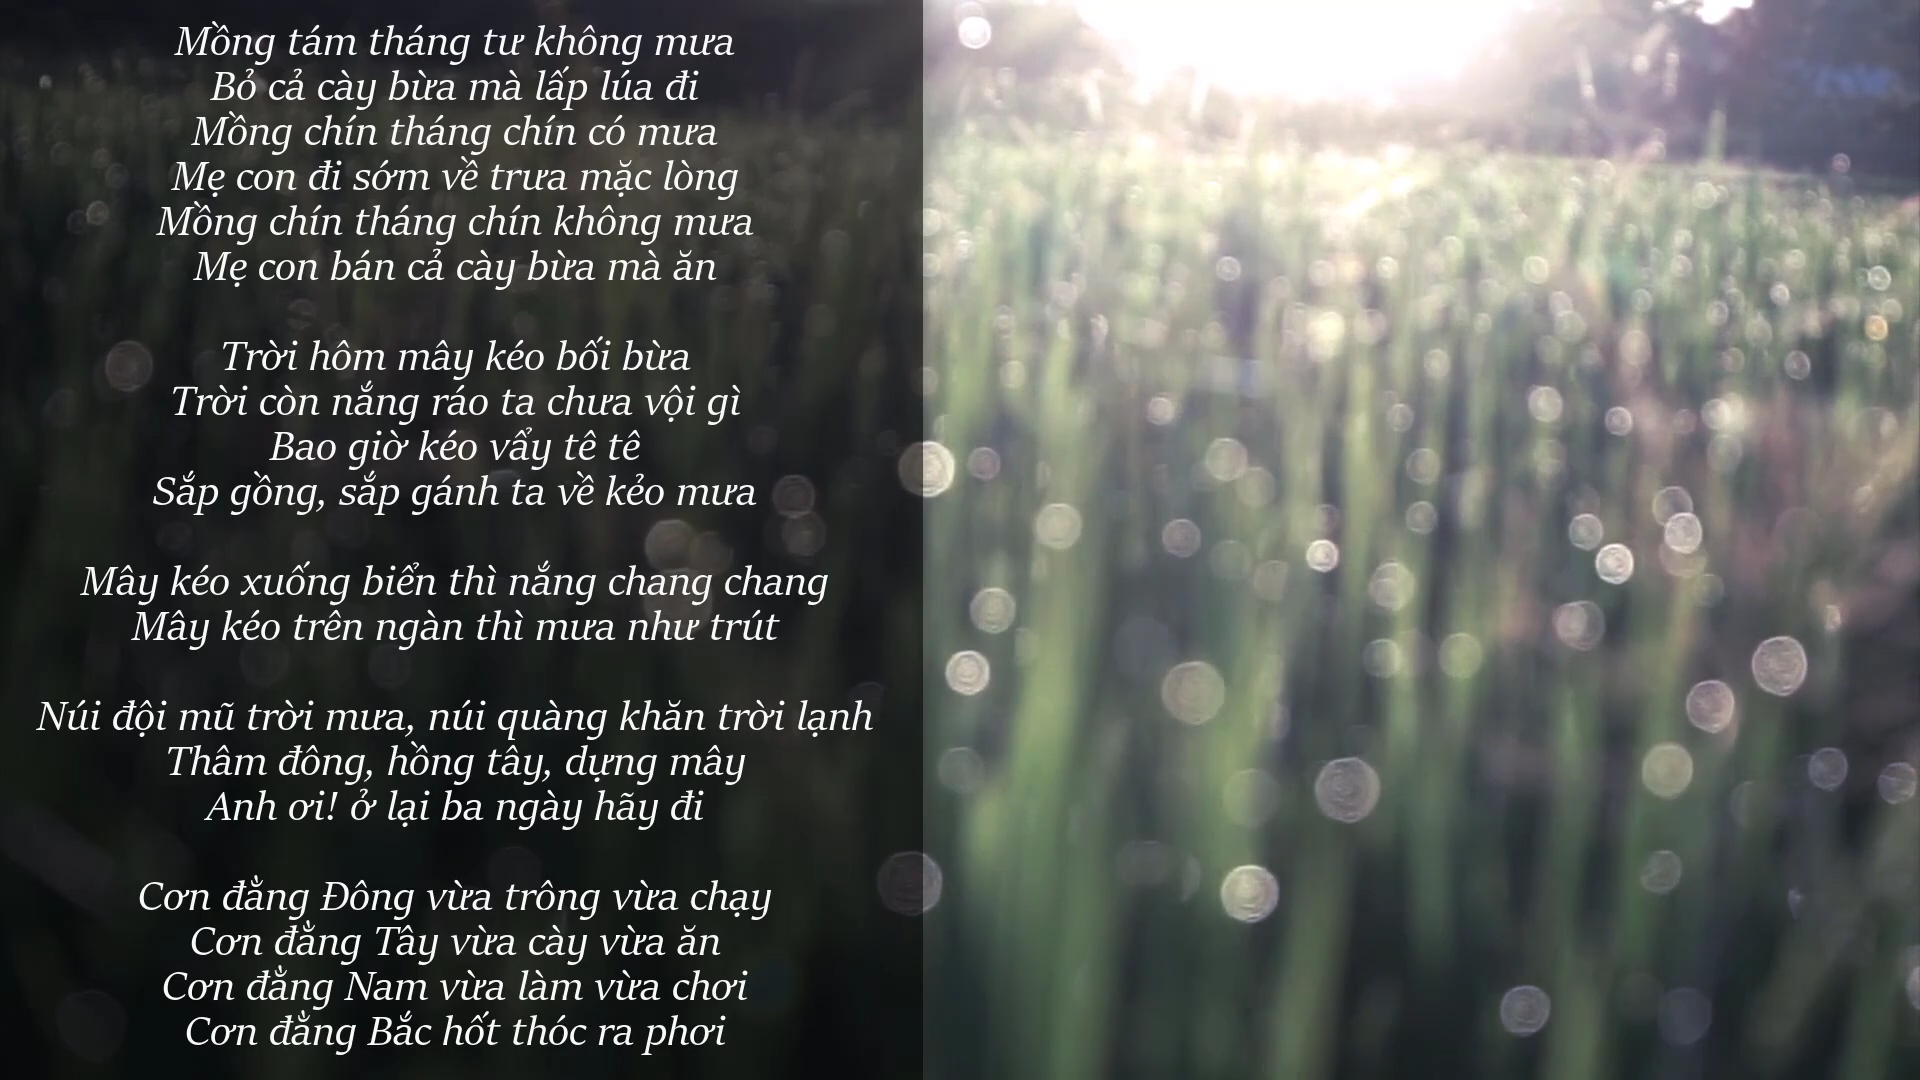 Mồng tám tháng tư không mưa
Bỏ cả cày bừa mà lấp lúa đi
Mồng chín tháng chín có mưa
Mẹ con đi sớm về trưa mặc lòng
Mồng chín tháng chín không mưa
Mẹ con bán cả cày bừa mà ăn
Trời hôm mây kéo bối bừa
Trời còn nắng ráo ta chưa vội gì
Bao giờ kéo vẩy tê tê
Sắp gồng, sắp gánh ta về kẻo mưa
Mây kéo xuống biển thì nắng chang chang
Mây kéo trên ngàn thì mưa như trút
Núi đội mũ trời mưa, núi quàng khăn trời lạnh
Thâm đông, hồng tây, dựng mây
Anh ơi! ở lại ba ngày hãy đi
Cơn đằng Đông vừa trông vừa chạy
Cơn đằng Tây vừa cày vừa ăn
Cơn đằng Nam vừa làm vừa chơi
Cơn đằng Bắc hốt thóc ra phơi